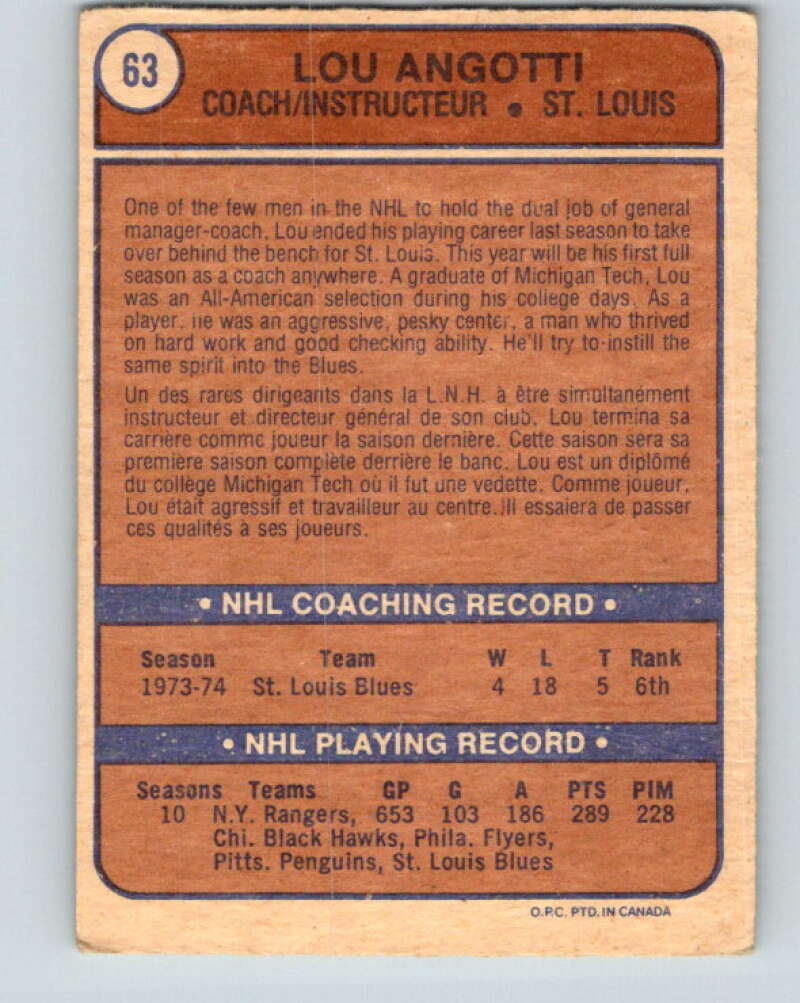 63
LOU ANGOTTI
COACH/INSTRUCTEUR • ST. LOUIS
One of the few men in the NHL to hold the dual job of general
manager-coach, Lou ended his playing career last season to take
over behind the bench for St. Louis. This year will be his first full
season as a coach anywhere. A graduate of Michigan Tech, Lou
was an All-American selection during his college days. As a
player, he was an aggressive, pesky center, a man who thrived
on hard work and good checking ability. He'll try to instill the
same spirit into the Blues.
Un des rares dirigeants dans la L.N.H. à être simultanément
instructeur et directeur général de son club, Lou termina sa
carrière comme joueur la saison dernière. Cette saison sera sa
première saison complète derrière le banc. Lou est un diplômé
du collège Michigan Tech où il fut une vedette. Comme joueur,
Lou était agressif et travailleur au centre. Il essaiera de passer
ces qualités à ses joueurs.
• NHL COACHING RECORD •
Season Team W L T Rank
1973-74 St. Louis Blues 4 18 5 6th
• NHL PLAYING RECORD •
Seasons Teams GP G A PTS PIM
10 N.Y. Rangers, 653 103 186 289 228
Chi. Black Hawks, Phila. Flyers,
Pitts. Penguins, St. Louis Blues
O.P.C. PTD. IN CANADA